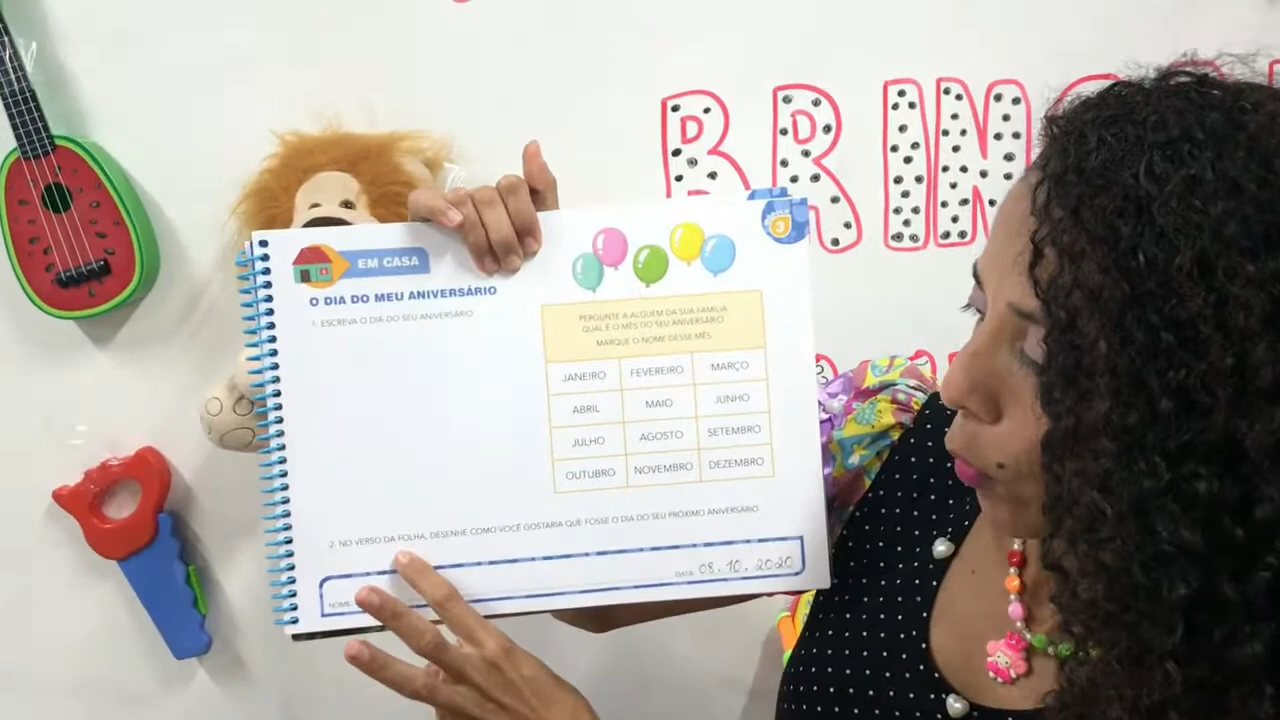 BRIN
3
EM CASA
O DIA DO MEU ANIVERSÁRIO
1. ESCREVA O DIA DO SEU ANIVERSÁRIO
PERGUNTE A ALGUÉM DA SUA FAMÍLIA
QUAL É O MÊS DO SEU ANIVERSÁRIO.
MARQUE O NOME DESSE MÊS.
JANEIRO FEVEREIRO MARÇO
ABRIL MAIO JUNHO
JULHO AGOSTO SETEMBRO
OUTUBRO NOVEMBRO DEZEMBRO
2. NO VERSO DA FOLHA, DESENHE COMO VOCÊ GOSTARIA QUE FOSSE O DIA DO SEU PRÓXIMO ANIVERSÁRIO
NOME: DATA: 08.10.2020